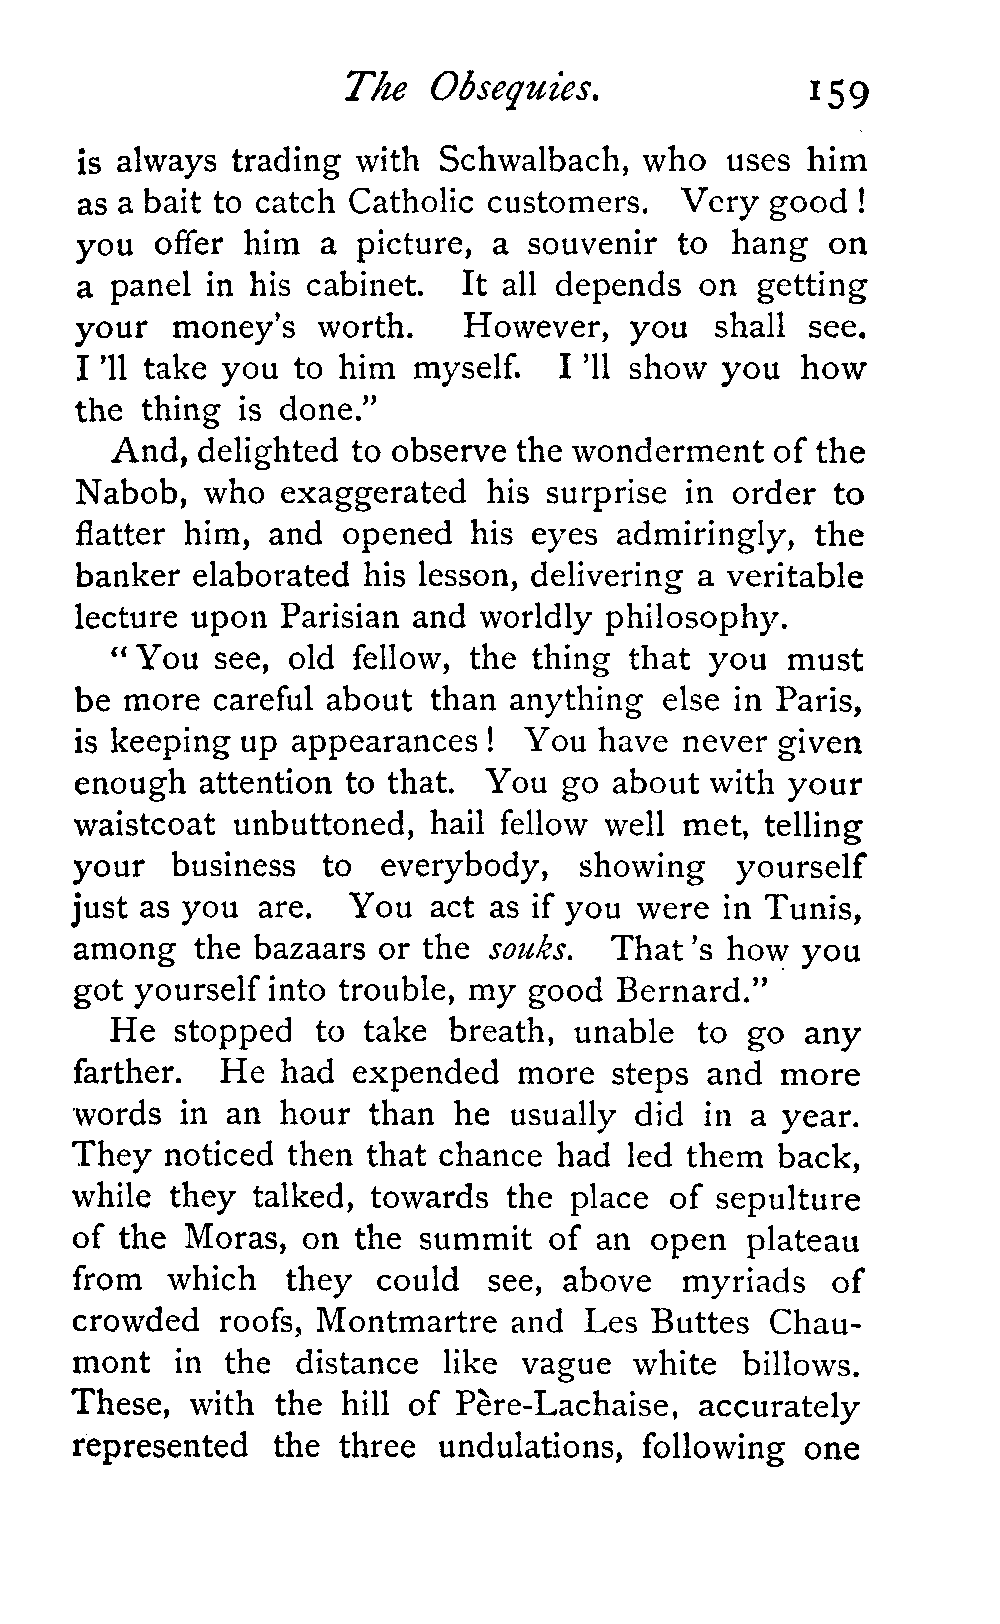 The Obsequies. 159
is always trading with Schwalbach, who uses him
as a bait to catch Catholic customers. Very good !
you offer him a picture, a souvenir to hang on
a panel in his cabinet. It all depends on getting
your money's worth. However, you shall see.
I 'll take you to him myself. I 'll show you how
the thing is done."
And, delighted to observe the wonderment of the
Nabob, who exaggerated his surprise in order to
flatter him, and opened his eyes admiringly, the
banker elaborated his lesson, delivering a veritable
lecture upon Parisian and worldly philosophy.
" You see, old fellow, the thing that you must
be more careful about than anything else in Paris,
is keeping up appearances ! You have never given
enough attention to that. You go about with your
waistcoat unbuttoned, hail fellow well met, telling
your business to everybody, showing yourself
just as you are. You act as if you were in Tunis,
among the bazaars or the souks. That 's how you
got yourself into trouble, my good Bernard."
He stopped to take breath, unable to go any
farther. He had expended more steps and more
words in an hour than he usually did in a year.
They noticed then that chance had led them back,
while they talked, towards the place of sepulture
of the Moras, on the summit of an open plateau
from which they could see, above myriads of
crowded roofs, Montmartre and Les Buttes Chau-
mont in the distance like vague white billows.
These, with the hill of Père-Lachaise, accurately
represented the three undulations, following one